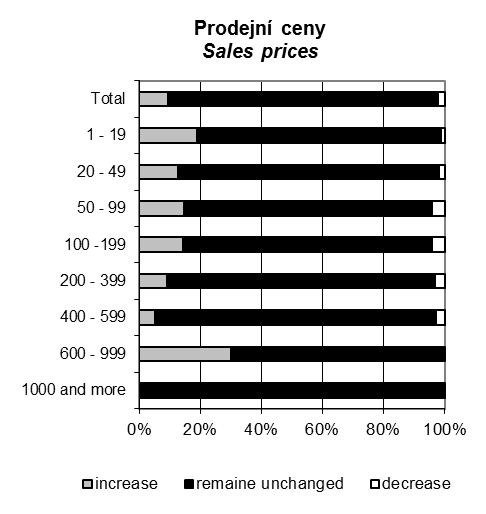 Prodejní ceny
Sales prices
Total
1 - 19
20 - 49
50 - 99
100 -199
200 - 399
400 - 599
600 - 999
1000 and more
0% 20% 40% 60% 80% 100%
increase remaine unchanged decrease